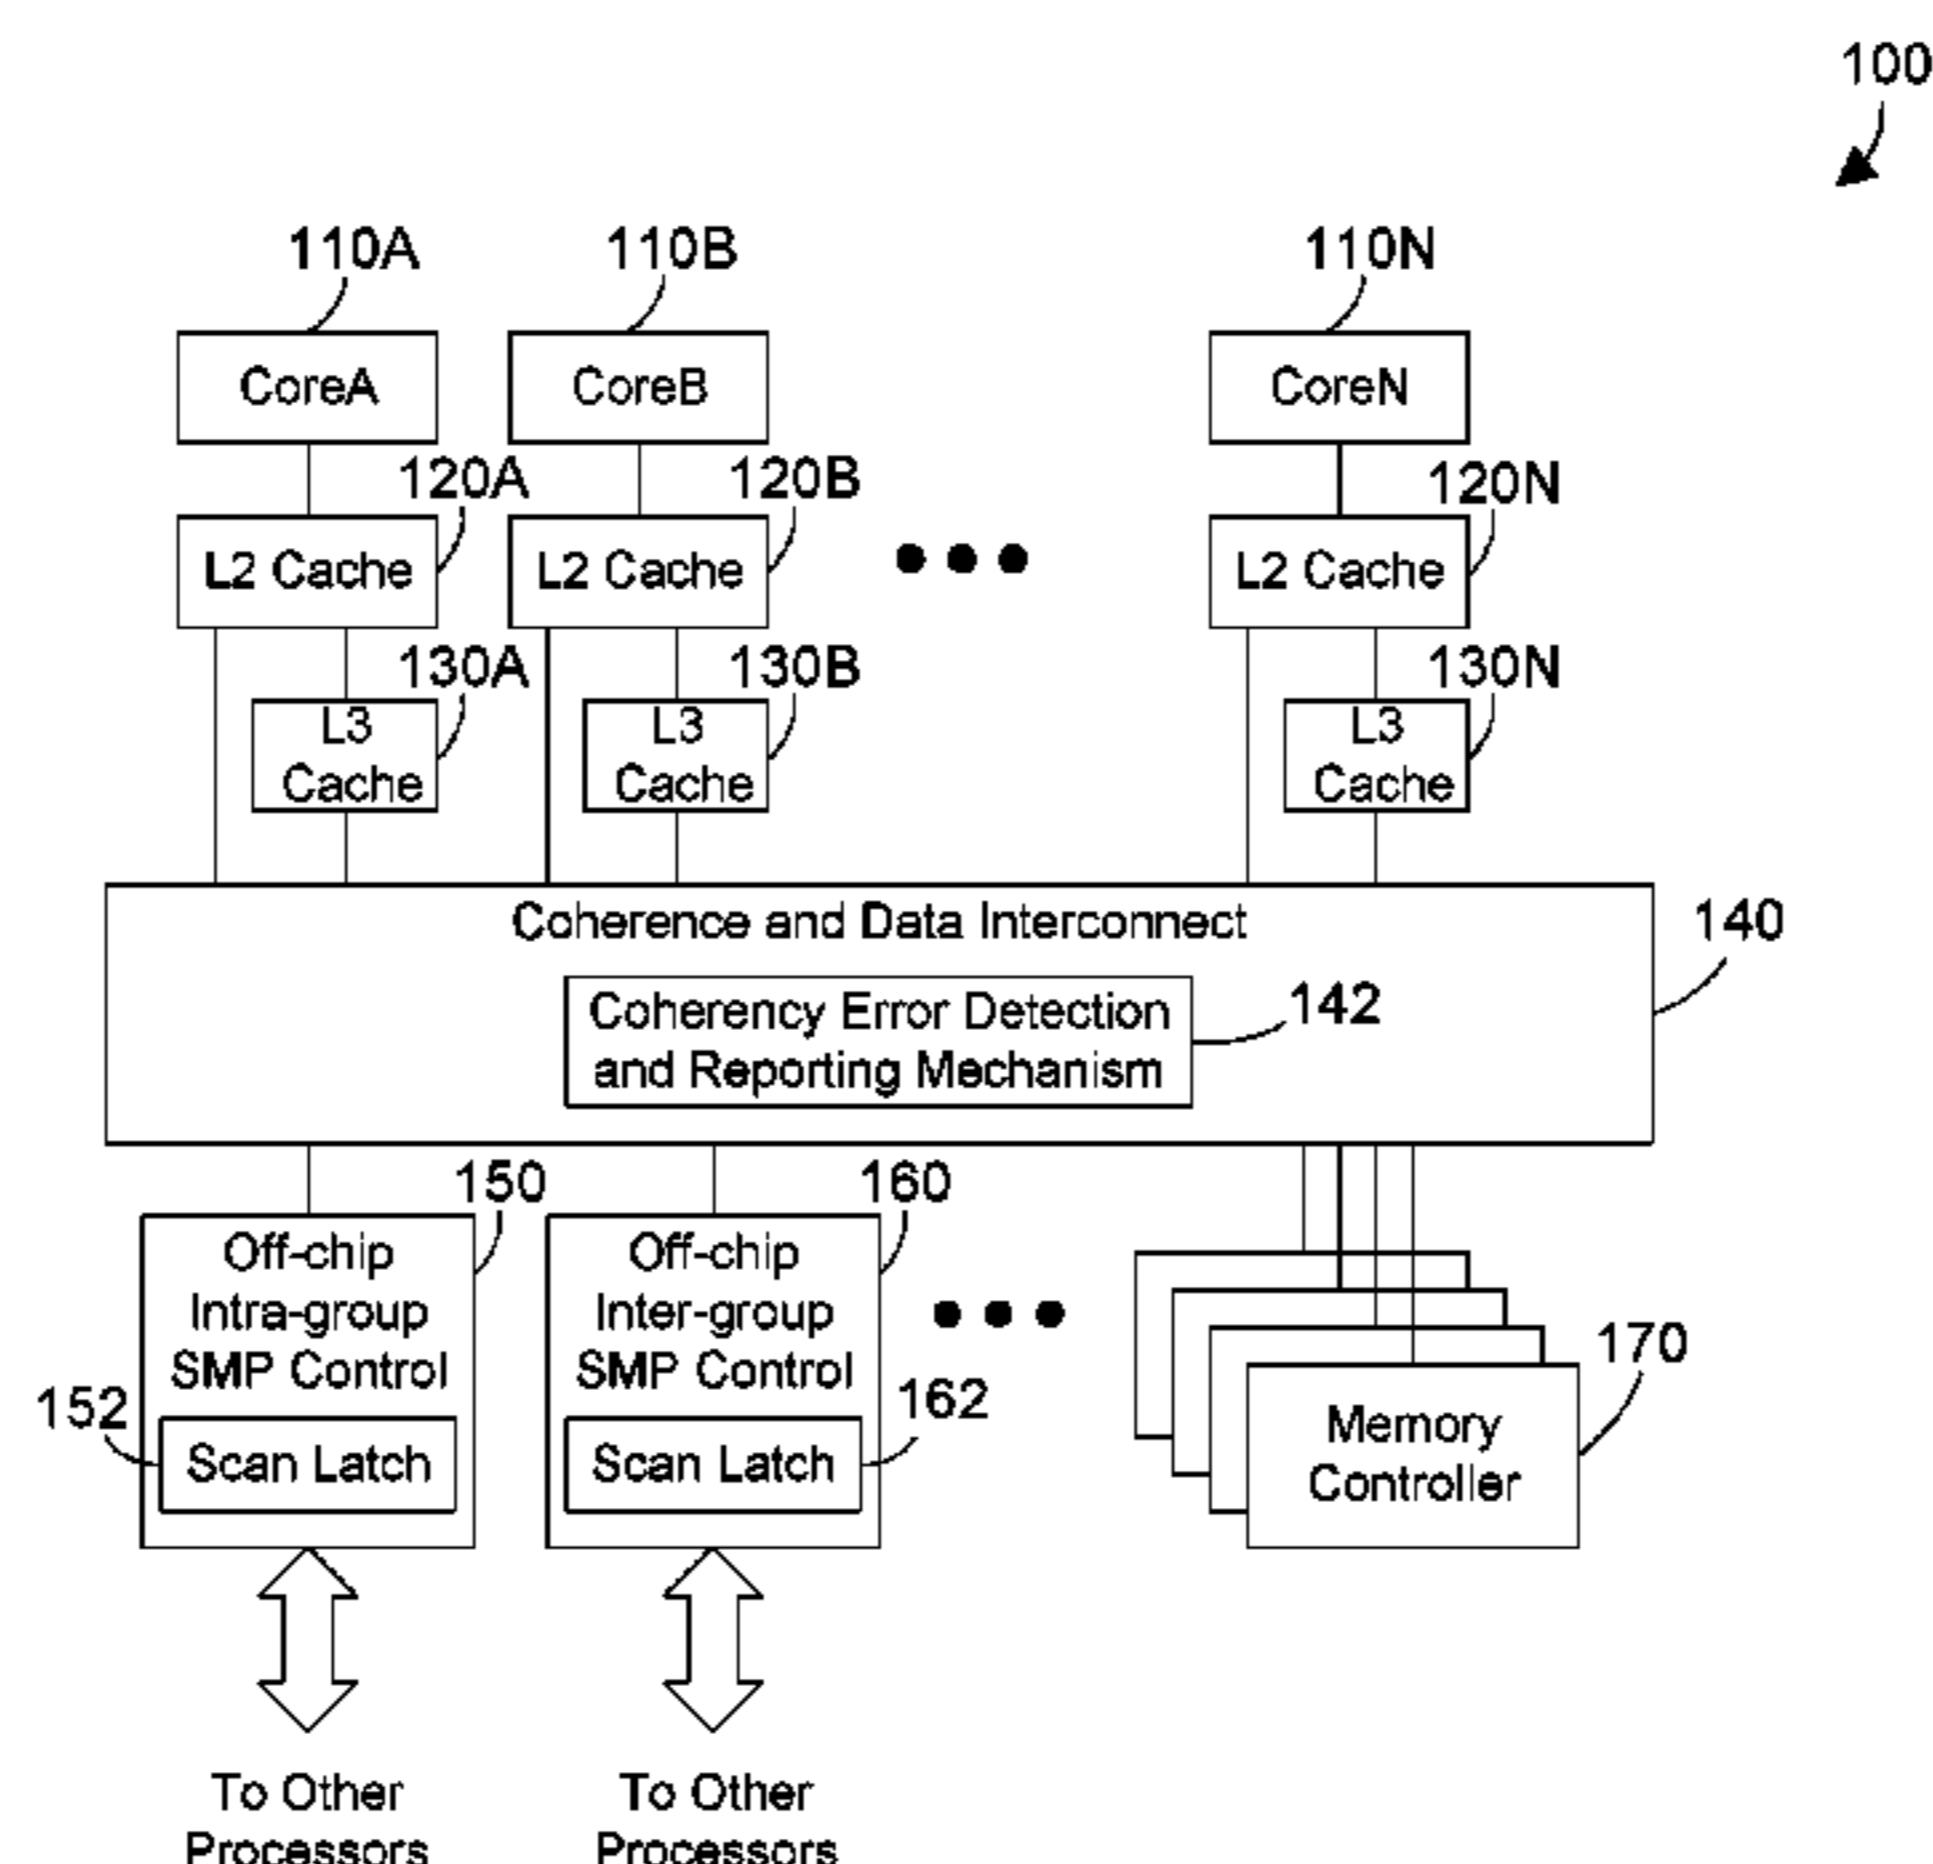 100
110A 110B 110N
CoreA CoreB CoreN
120A 120B 120N
L2 Cache L2 Cache L2 Cache
130A 130B 130N
L3 L3 L3
Cache Cache Cache
Coherence and Data Interconnect 140
Coherency Error Detection 142
and Reporting Mechanism
150 160
Off-chip Off-chip
Intra-group Inter-group
SMP Control SMP Control 170
152 162
Scan Latch Scan Latch
Memory
Controller
To Other To Other
Processors Processors